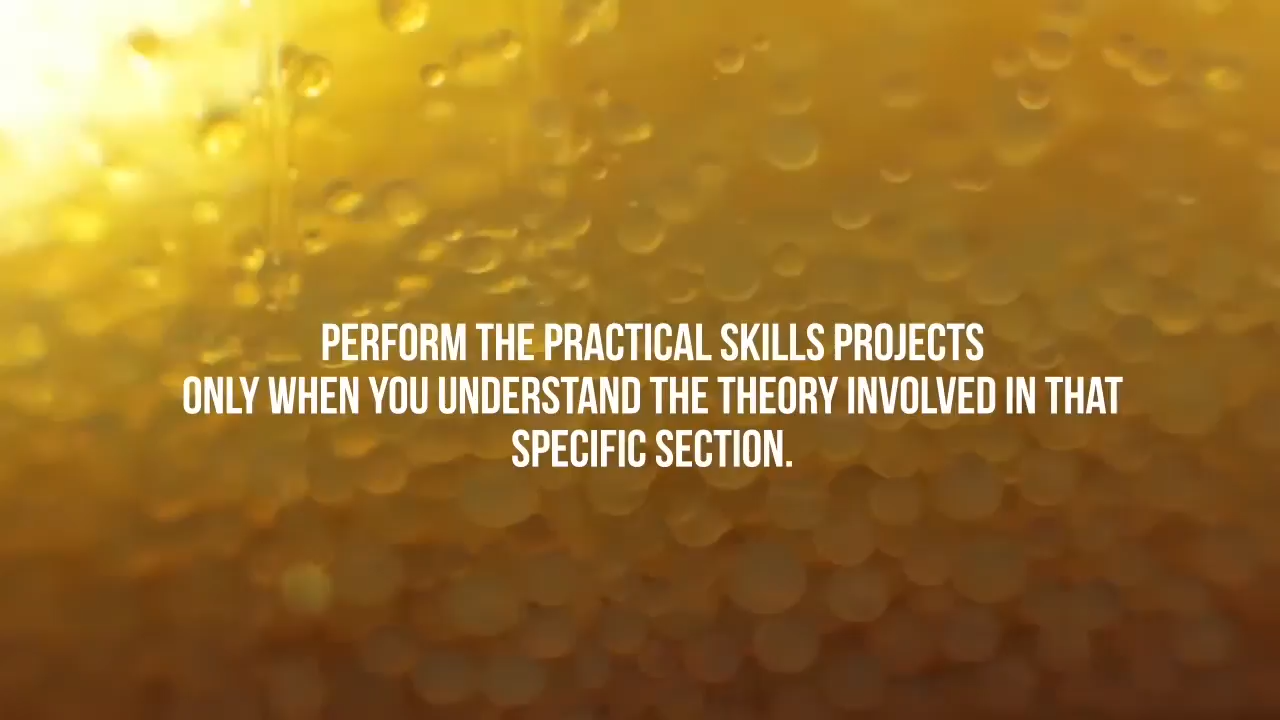 PERFORM THE PRACTICAL SKILLS PROJECTS
ONLY WHEN YOU UNDERSTAND THE THEORY INVOLVED IN THAT
SPECIFIC SECTION.